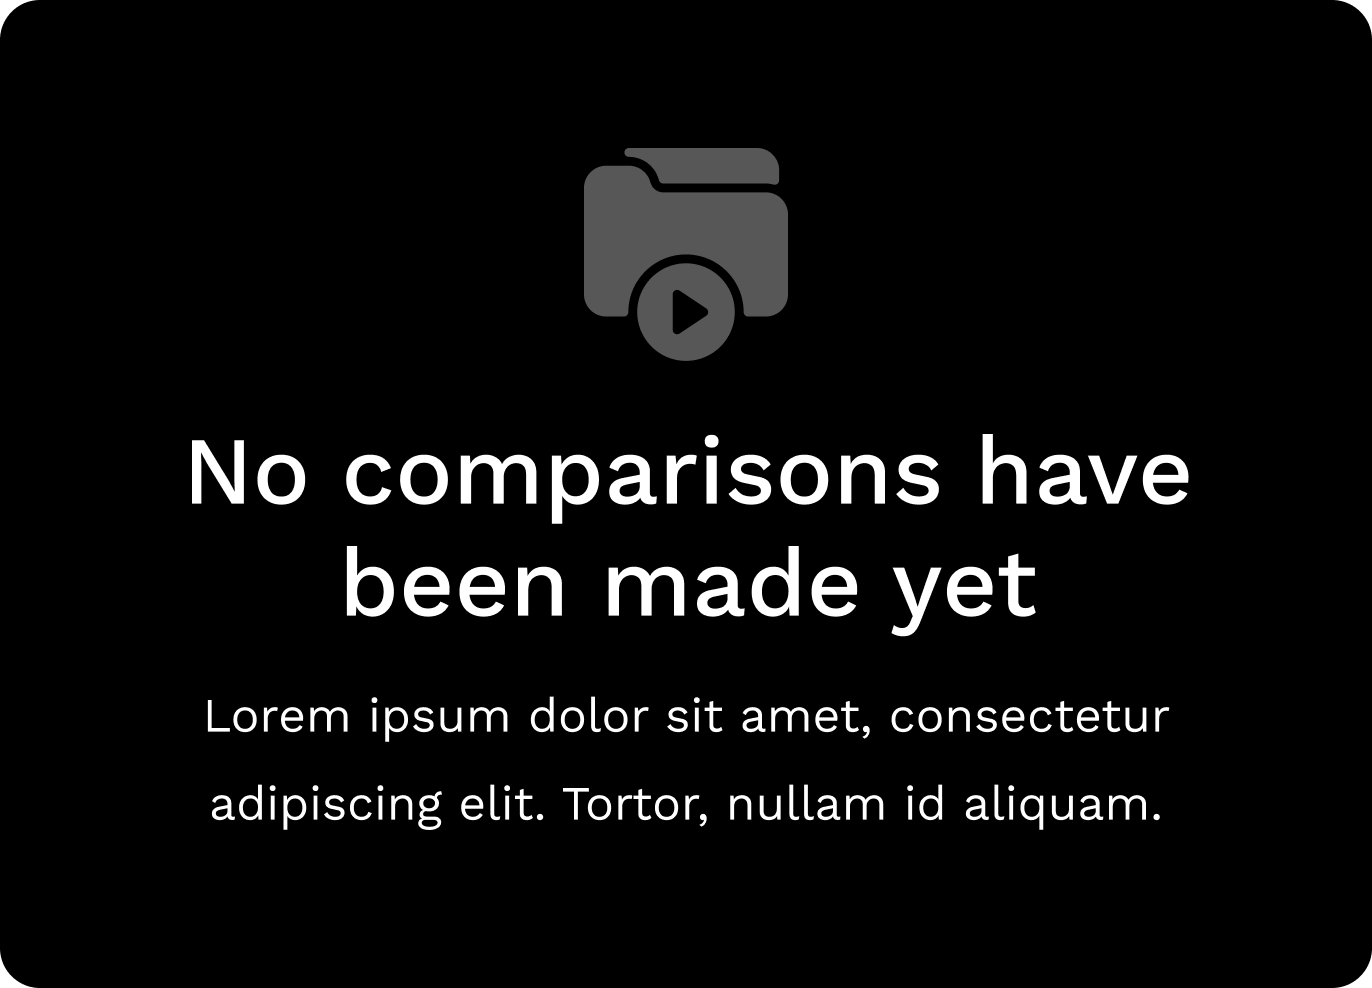 No comparisons have
been made yet
Lorem ipsum dolor sit amet, consectetur
adipiscing elit. Tortor, nullam id aliquam.